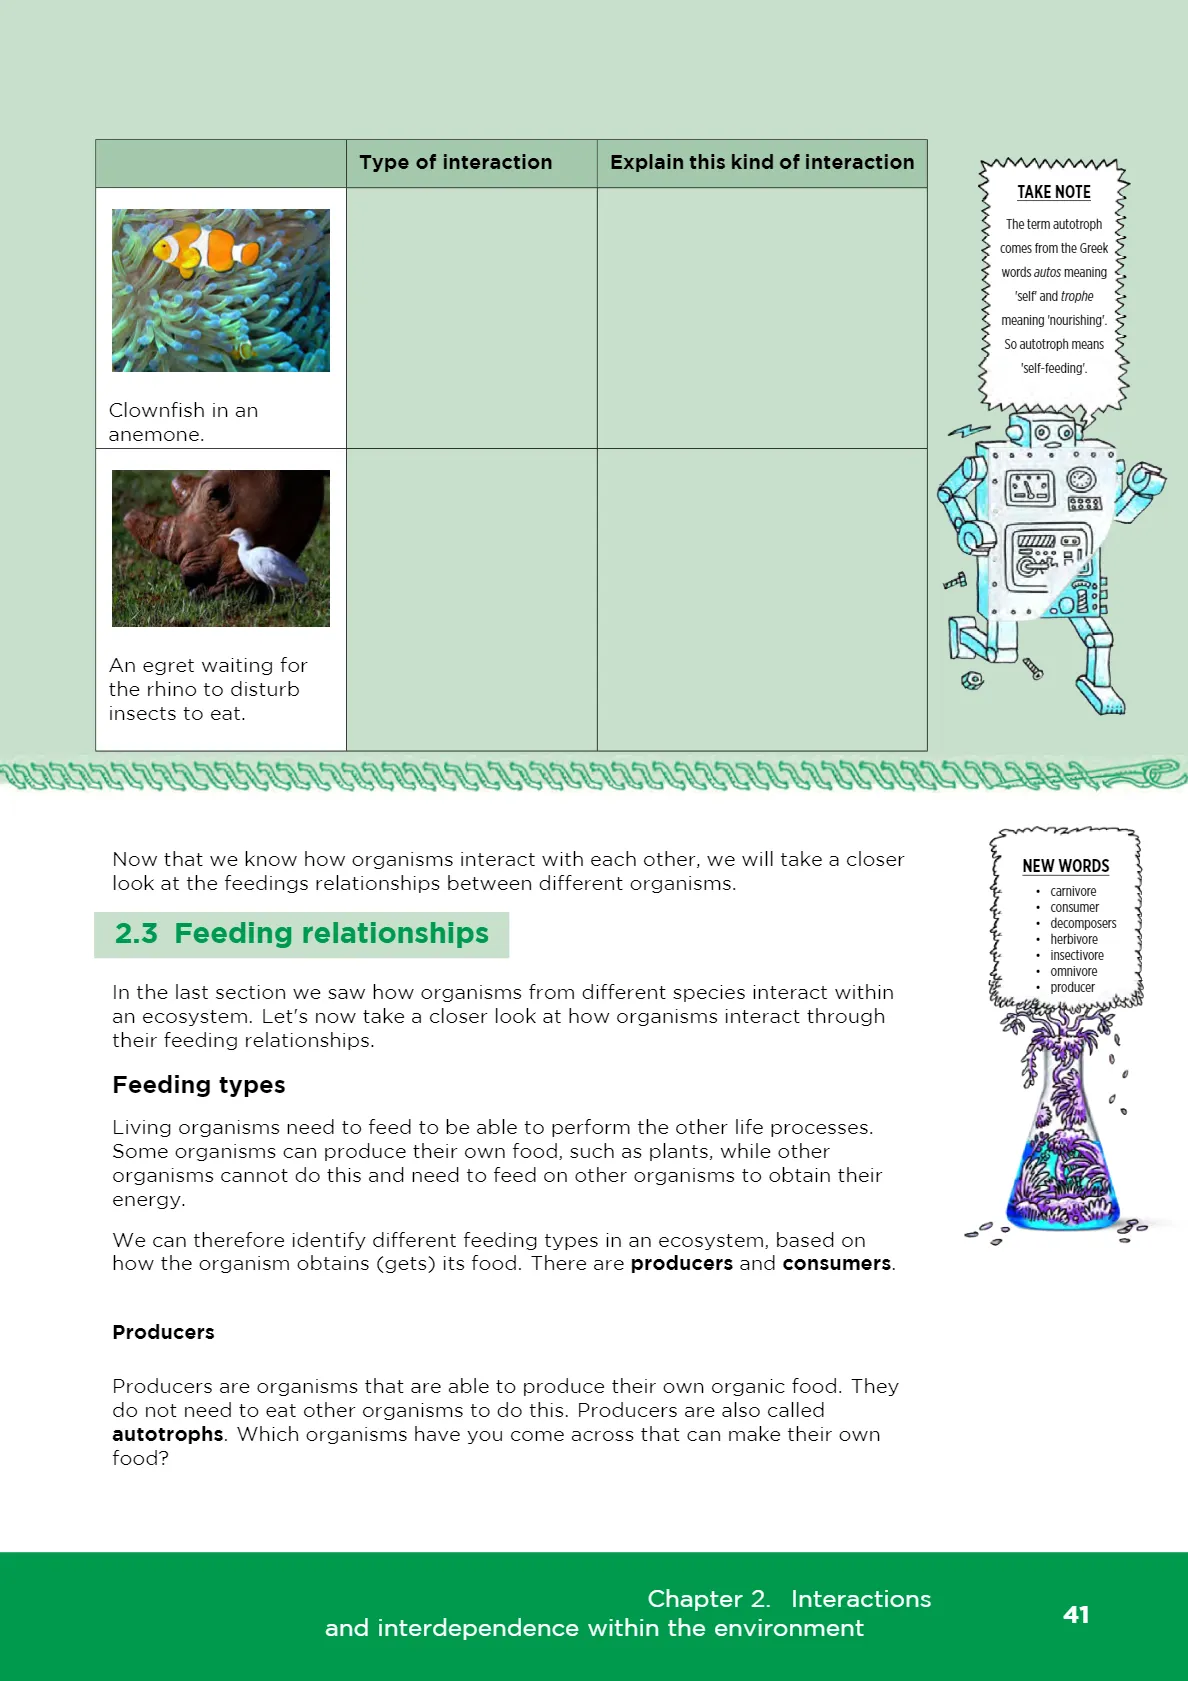 Type of interaction
Explain this kind of interaction
Clownfish in an
anemone.
An egret waiting for
the rhino to disturb
insects to eat.
TAKE NOTE
The term autotroph
comes from the Greek
words autos meaning
'self' and trophe
meaning 'nourishing'.
So autotroph means
'self-feeding'.
Now that we know how organisms interact with each other, we will take a closer
look at the feedings relationships between different organisms.
2.3 Feeding relationships
In the last section we saw how organisms from different species interact within
an ecosystem. Let's now take a closer look at how organisms interact through
their feeding relationships.
Feeding types
Living organisms need to feed to be able to perform the other life processes.
Some organisms can produce their own food, such as plants, while other
organisms cannot do this and need to feed on other organisms to obtain their
energy.
We can therefore identify different feeding types in an ecosystem, based on
how the organism obtains (gets) its food. There are producers and consumers.
NEW WORDS
• carnivore
• consumer
• decomposers
• herbivore
• insectivore
• omnivore
• producer
Producers
Producers are organisms that are able to produce their own organic food. They
do not need to eat other organisms to do this. Producers are also called
autotrophs. Which organisms have you come across that can make their own
food?
Chapter 2. Interactions
and interdependence within the environment
41